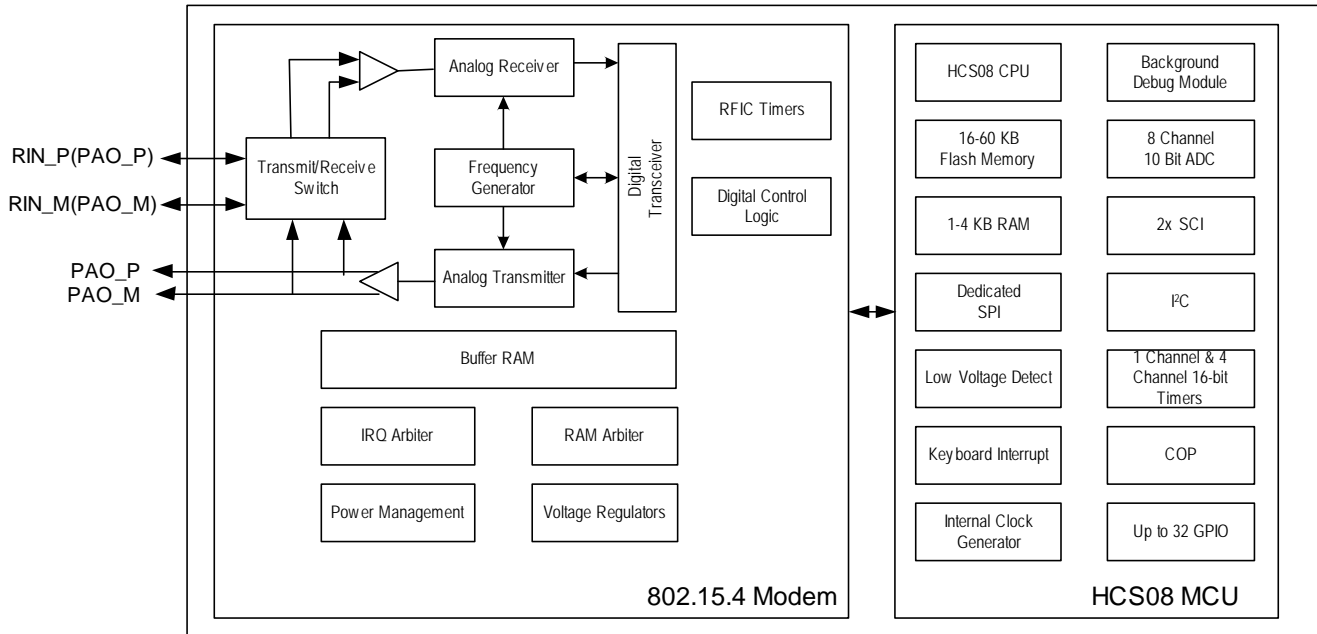 RIN_P(PAO_P)
RIN_M(PAO_M)
PAO_P
PAO_M
Transmit/Receive
Switch
Analog Receiver
Frequency
Generator
Analog Transmitter
Digital
Transceiver
RFIC Timers
Digital Control
Logic
Buffer RAM
IRQ Arbiter
RAM Arbiter
Power Management
Voltage Regulators
802.15.4 Modem
HCS08 CPU
Background
Debug Module
16-60 KB
Flash Memory
8 Channel
10 Bit ADC
1-4 KB RAM
2x SCI
Dedicated
SPI
I²C
Low Voltage Detect
1 Channel & 4
Channel 16-bit
Timers
Keyboard Interrupt
COP
Internal Clock
Generator
Up to 32 GPIO
HCS08 MCU